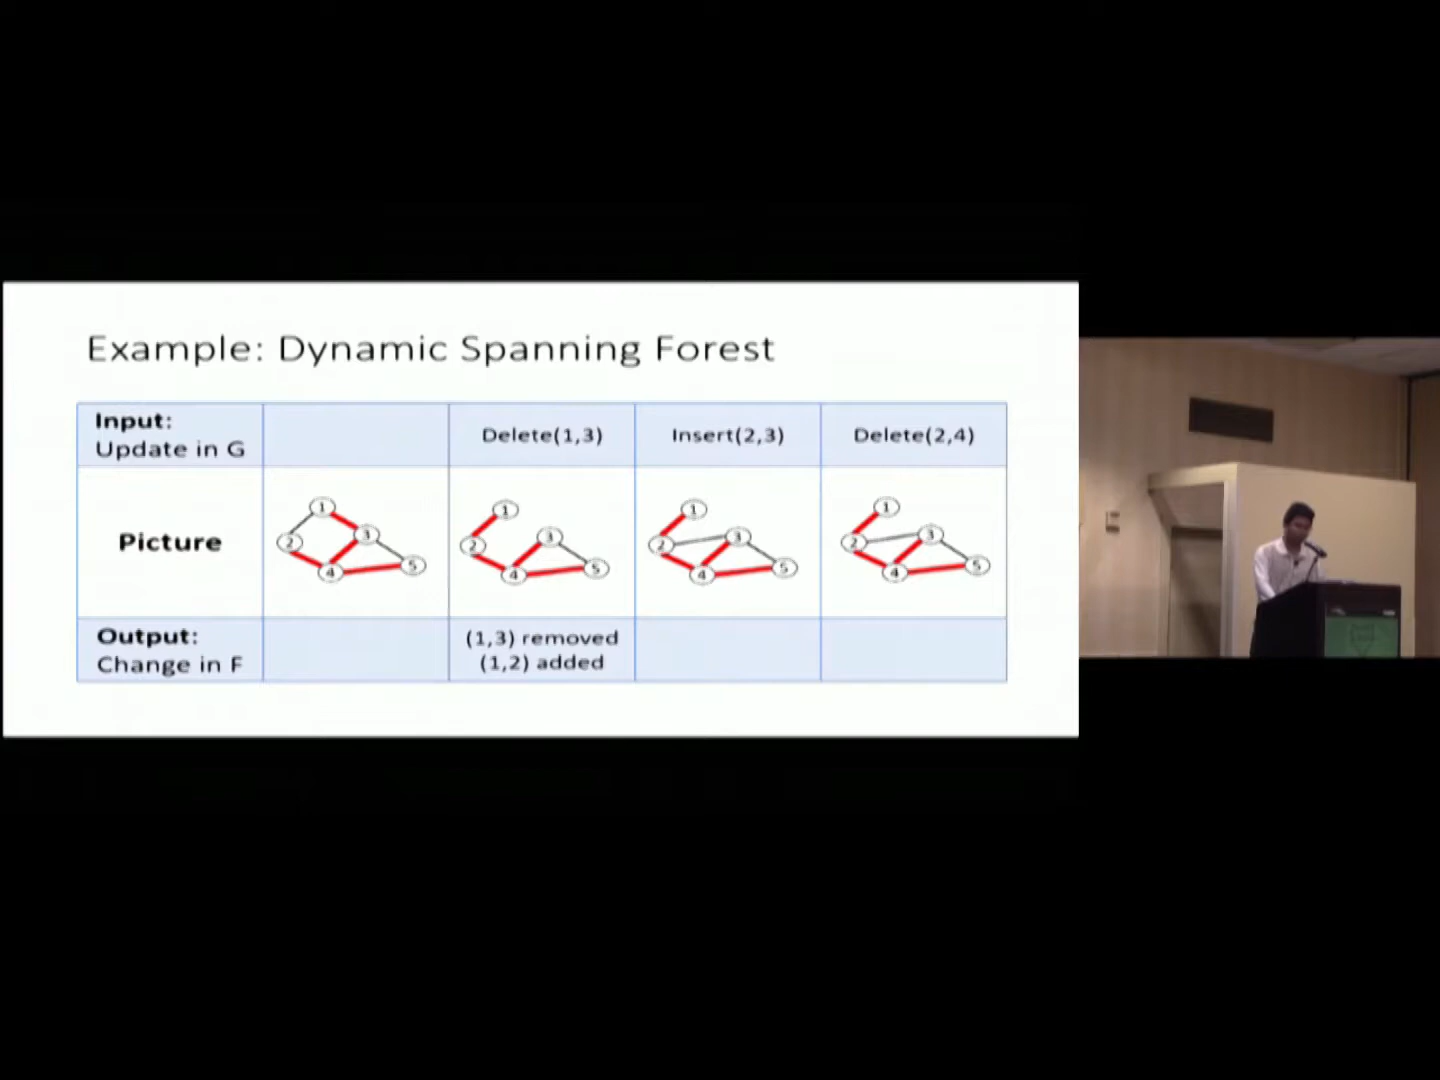 Example: Dynamic Spanning Forest
Input:
Update in G
Delete(1,3)
Insert(2,3)
Delete(2,4)
Picture
1
2
3
4
5
1
2
3
4
5
1
2
3
4
5
1
2
3
4
5
Output:
Change in F
(1,3) removed
(1,2) added